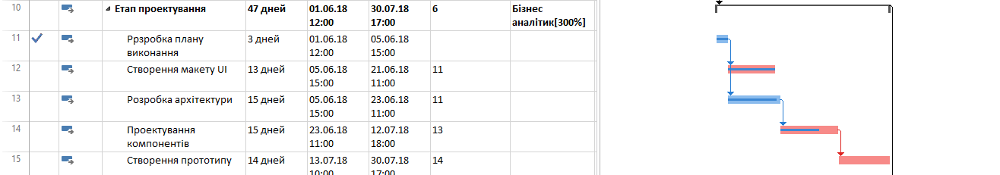 10 Етап проектування 47 дней 01.06.18 30.07.18 6 Бізнес
12:00 17:00 аналітик[300%]
11 Ррзробка плану 3 дней 01.06.18 05.06.18
виконання 12:00 15:00
12 Створення макету UI 13 дней 05.06.18 21.06.18 11
15:00 11:00
13 Розробка архітектури 15 дней 05.06.18 23.06.18 11
15:00 11:00
14 Проектування 15 дней 23.06.18 12.07.18 13
компонентів 11:00 18:00
15 Створення прототипу 14 дней 13.07.18 30.07.18 14
10:00 17:00